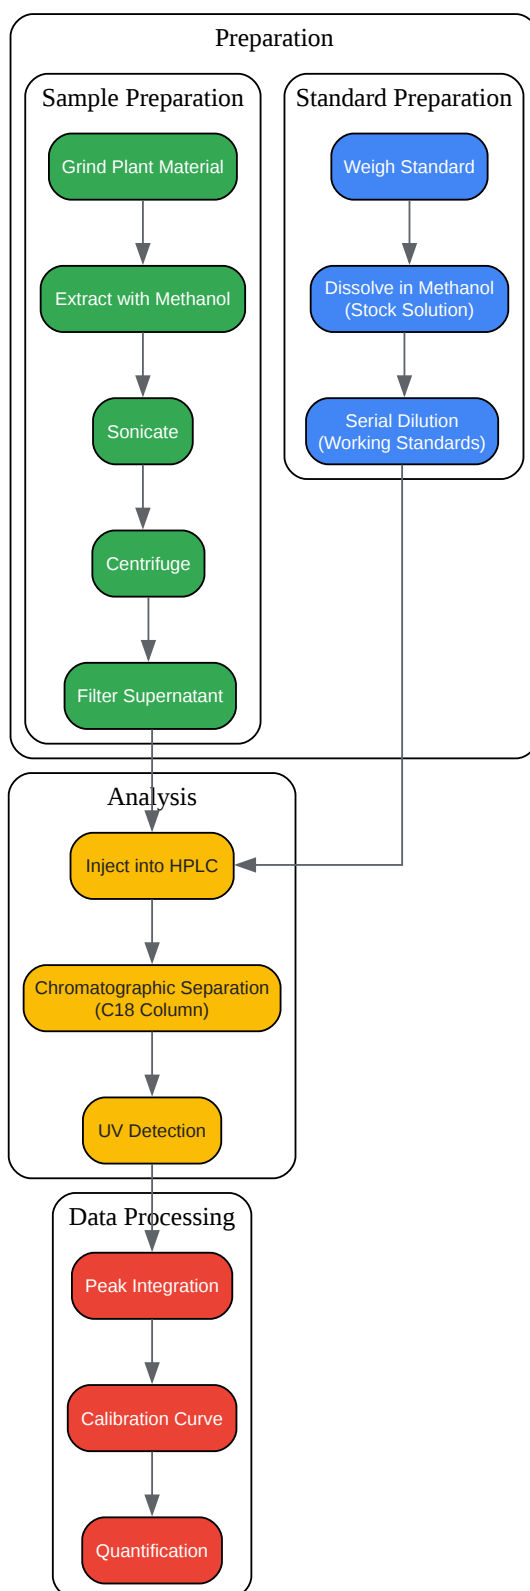 Preparation
Sample Preparation
Grind Plant Material
Extract with Methanol
Sonicate
Centrifuge
Filter Supernatant
Standard Preparation
Weigh Standard
Dissolve in Methanol
(Stock Solution)
Serial Dilution
(Working Standards)
Analysis
Inject into HPLC
Chromatographic Separation
(C18 Column)
UV Detection
Data Processing
Peak Integration
Calibration Curve
Quantification